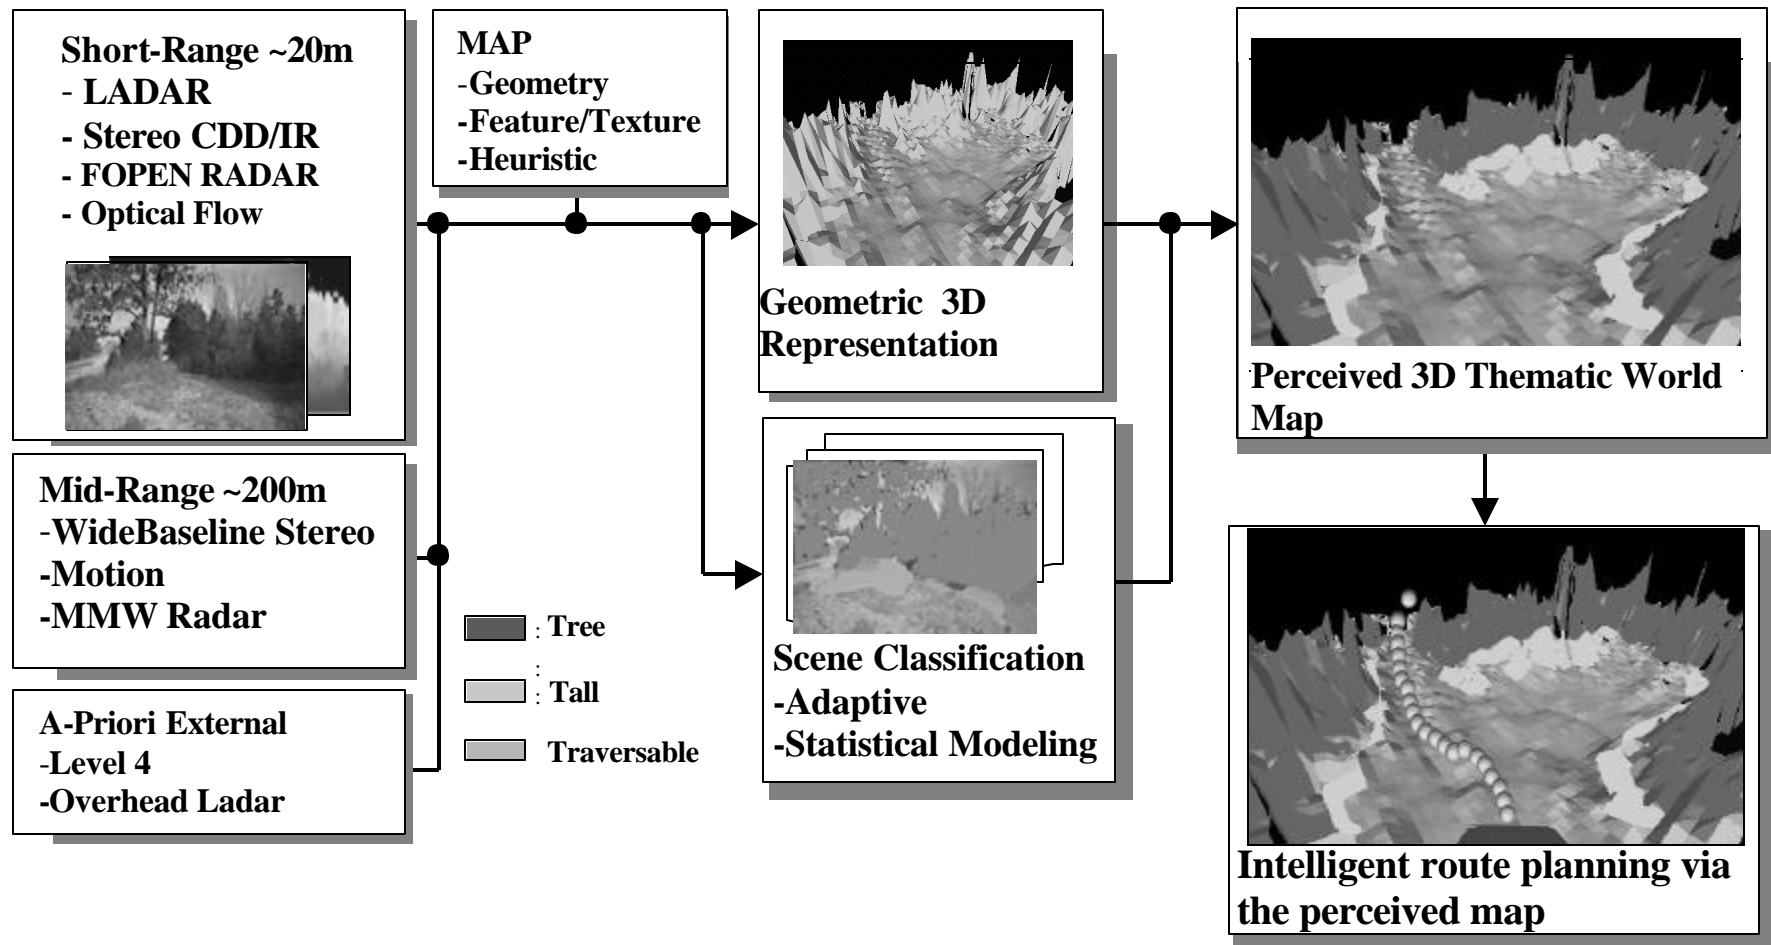 Short-Range ~20m
- LADAR
- Stereo CDD/IR
- FOPEN RADAR
- Optical Flow
Mid-Range ~200m
-WideBaseline Stereo
-Motion
-MMW Radar
A-Priori External
-Level 4
-Overhead Ladar
MAP
-Geometry
-Feature/Texture
-Heuristic
: Tree
:
: Tall
Traversable
Geometric 3D
Representation
Scene Classification
-Adaptive
-Statistical Modeling
Perceived 3D Thematic World
Map
Intelligent route planning via
the perceived map